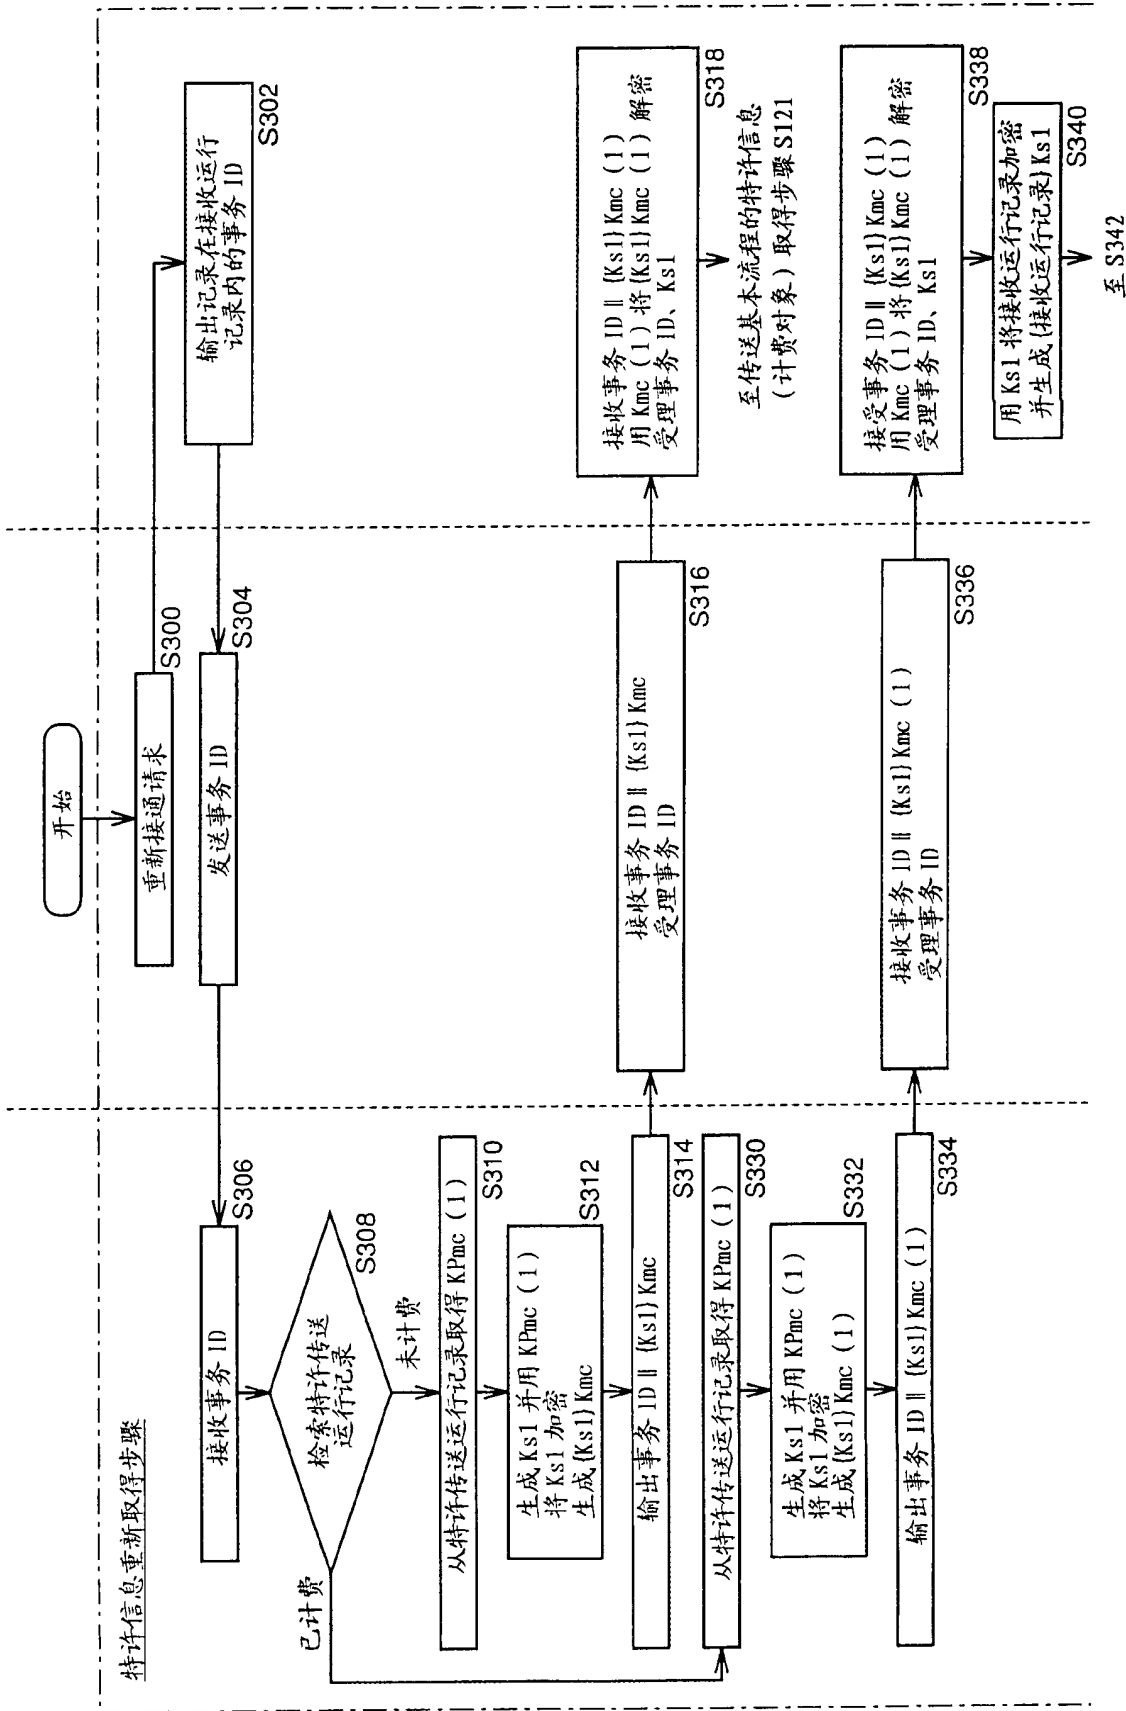 特许信息重新取得步骤
开始
重新接通请求
S300
输出记录在接收运行
记录内的事务 ID
S302
发送事务 ID
S304
接收事务 ID
S306
检索特许传送
运行记录
S308
已计费
未计费
从特许传送运行记录取得 KPmc (1)
S310
生成 Ks1 并用 KPmc (1)
将 Ks1 加密
生成{Ks1}Kmc
S312
输出事务 ID‖{Ks1}Kmc
S314
接收事务 ID‖{Ks1}Kmc
受理事务 ID
S316
接收事务 ID‖{Ks1}Kmc (1)
用 Kmc (1) 将{Ks1}Kmc (1) 解密
受理事务 ID、Ks1
S318
至传送基本流程的特许信息
(计费对象) 取得步骤 S121
从特许传送运行记录取得 KPmc (1)
S330
生成 Ks1 并用 KPmc (1)
将 Ks1 加密
生成{Ks1}Kmc (1)
S332
输出事务 ID‖{Ks1}Kmc (1)
S334
接收事务 ID‖{Ks1}Kmc (1)
受理事务 ID
S336
接受事务 ID‖{Ks1}Kmc (1)
用 Kmc (1) 将{Ks1}Kmc (1) 解密
受理事务 ID、Ks1
S338
用 Ks1 将接收运行记录加密
并生成{接收运行记录}Ks1
S340
至 S342